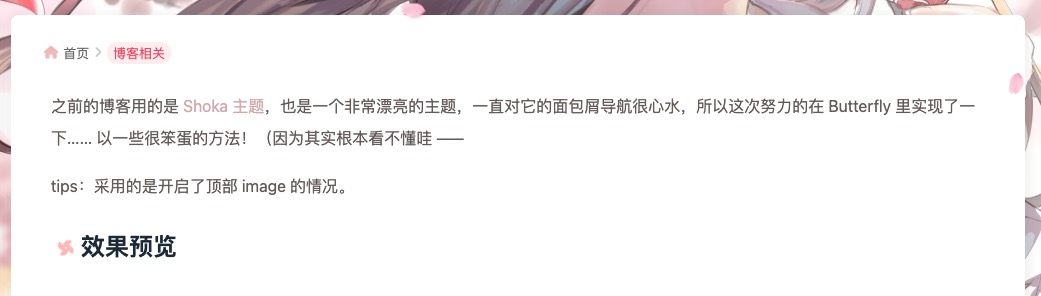 首页 > 博客相关
之前的博客用的是 Shoka 主题，也是一个非常漂亮的主题，一直对它的面包屑导航很心水，所以这次努力的在 Butterfly 里实现了一
下…… 以一些很笨蛋的方法！（因为其实根本看不懂哇 ——
tips：采用的是开启了顶部 image 的情况。
效果预览